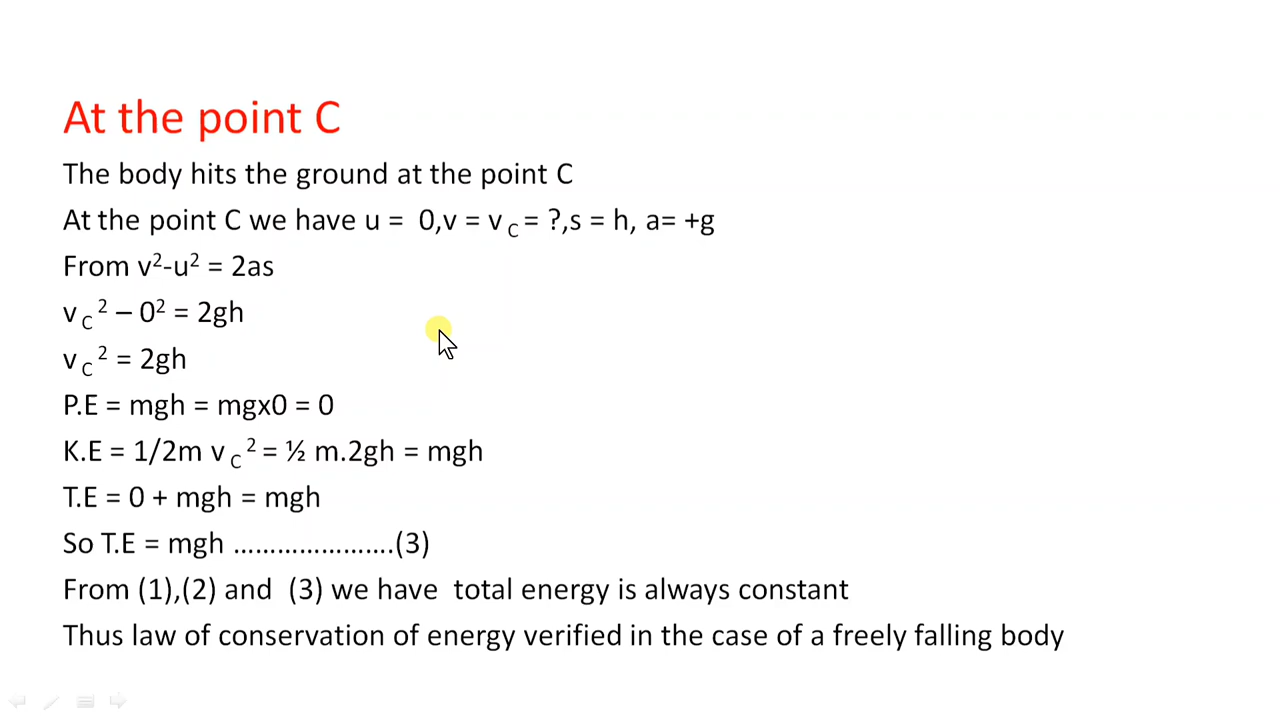 At the point C
The body hits the ground at the point C
At the point C we have u =  0,v = v C = ?,s = h, a= +g
From v²-u² = 2as
v C ² – 0² = 2gh
v C ² = 2gh
P.E = mgh = mgx0 = 0
K.E = 1/2m v C ² = ½ m.2gh = mgh
T.E = 0 + mgh = mgh
So T.E = mgh ......................(3)
From (1),(2) and  (3) we have  total energy is always constant
Thus law of conservation of energy verified in the case of a freely falling body